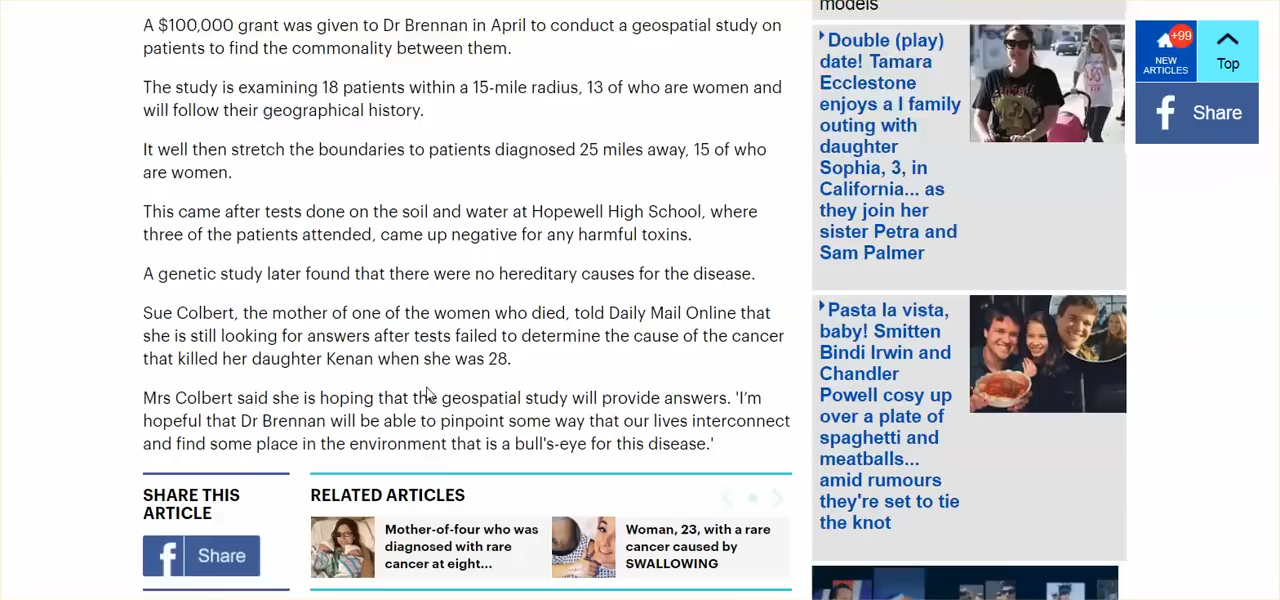 A $100,000 grant was given to Dr Brennan in April to conduct a geospatial study on
patients to find the commonality between them.
The study is examining 18 patients within a 15-mile radius, 13 of who are women and
will follow their geographical history.
It well then stretch the boundaries to patients diagnosed 25 miles away, 15 of who
are women.
This came after tests done on the soil and water at Hopewell High School, where
three of the patients attended, came up negative for any harmful toxins.
A genetic study later found that there were no hereditary causes for the disease.
Sue Colbert, the mother of one of the women who died, told Daily Mail Online that
she is still looking for answers after tests failed to determine the cause of the cancer
that killed her daughter Kenan when she was 28.
Mrs Colbert said she is hoping that the geospatial study will provide answers. 'I'm
hopeful that Dr Brennan will be able to pinpoint some way that our lives interconnect
and find some place in the environment that is a bull's-eye for this disease.'
SHARE THIS
ARTICLE
Share
RELATED ARTICLES
Mother-of-four who was
diagnosed with rare
cancer at eight...
Woman, 23, with a rare
cancer caused by
SWALLOWING
models
Double (play)
date! Tamara
Ecclestone
enjoys a l family
outing with
daughter
Sophia, 3, in
California... as
they join her
sister Petra and
Sam Palmer
Pasta la vista,
baby! Smitten
Bindi Irwin and
Chandler
Powell cosy up
over a plate of
spaghetti and
meatballs...
amid rumours
they're set to tie
the knot
+99
NEW
ARTICLES
Top
Share